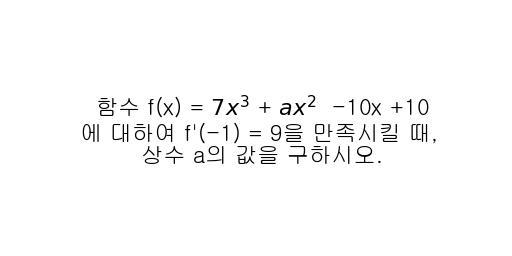 함수 f(x) = 7x³ + ax² −10x +10
에 대하여 f'(−1) = 9을 만족시킬 때,
상수 a의 값을 구하시오.